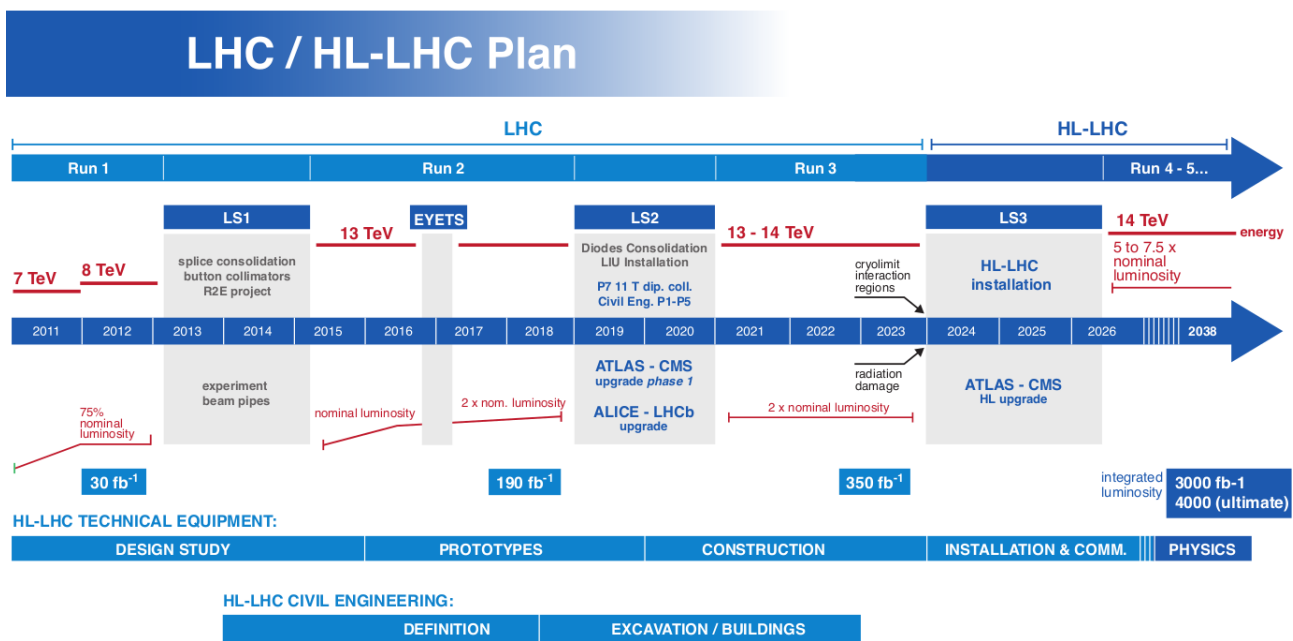 LHC / HL-LHC Plan
LHC
HL-LHC
Run 1
Run 2
Run 3
Run 4 - 5...
LS1
EYETS
LS2
LS3
13 TeV
13 - 14 TeV
14 TeV
energy
7 TeV
8 TeV
splice consolidation
button collimators
R2E project
Diodes Consolidation
LIU Installation
P7 11 T dip. coll.
Civil Eng. P1-P5
cryolimit
interaction
regions
HL-LHC
installation
5 to 7.5 x
nominal
luminosity
2011
2012
2013
2014
2015
2016
2017
2018
2019
2020
2021
2022
2023
2024
2025
2026
2038
75%
nominal
luminosity
experiment
beam pipes
nominal luminosity
2 x nom. luminosity
ATLAS - CMS
upgrade phase 1
ALICE - LHCb
upgrade
2 x nominal luminosity
radiation
damage
ATLAS - CMS
HL upgrade
30 fb⁻¹
190 fb⁻¹
350 fb⁻¹
integrated
luminosity
3000 fb-1
4000 (ultimate)
HL-LHC TECHNICAL EQUIPMENT:
DESIGN STUDY
PROTOTYPES
CONSTRUCTION
INSTALLATION & COMM.
PHYSICS
HL-LHC CIVIL ENGINEERING:
DEFINITION
EXCAVATION / BUILDINGS